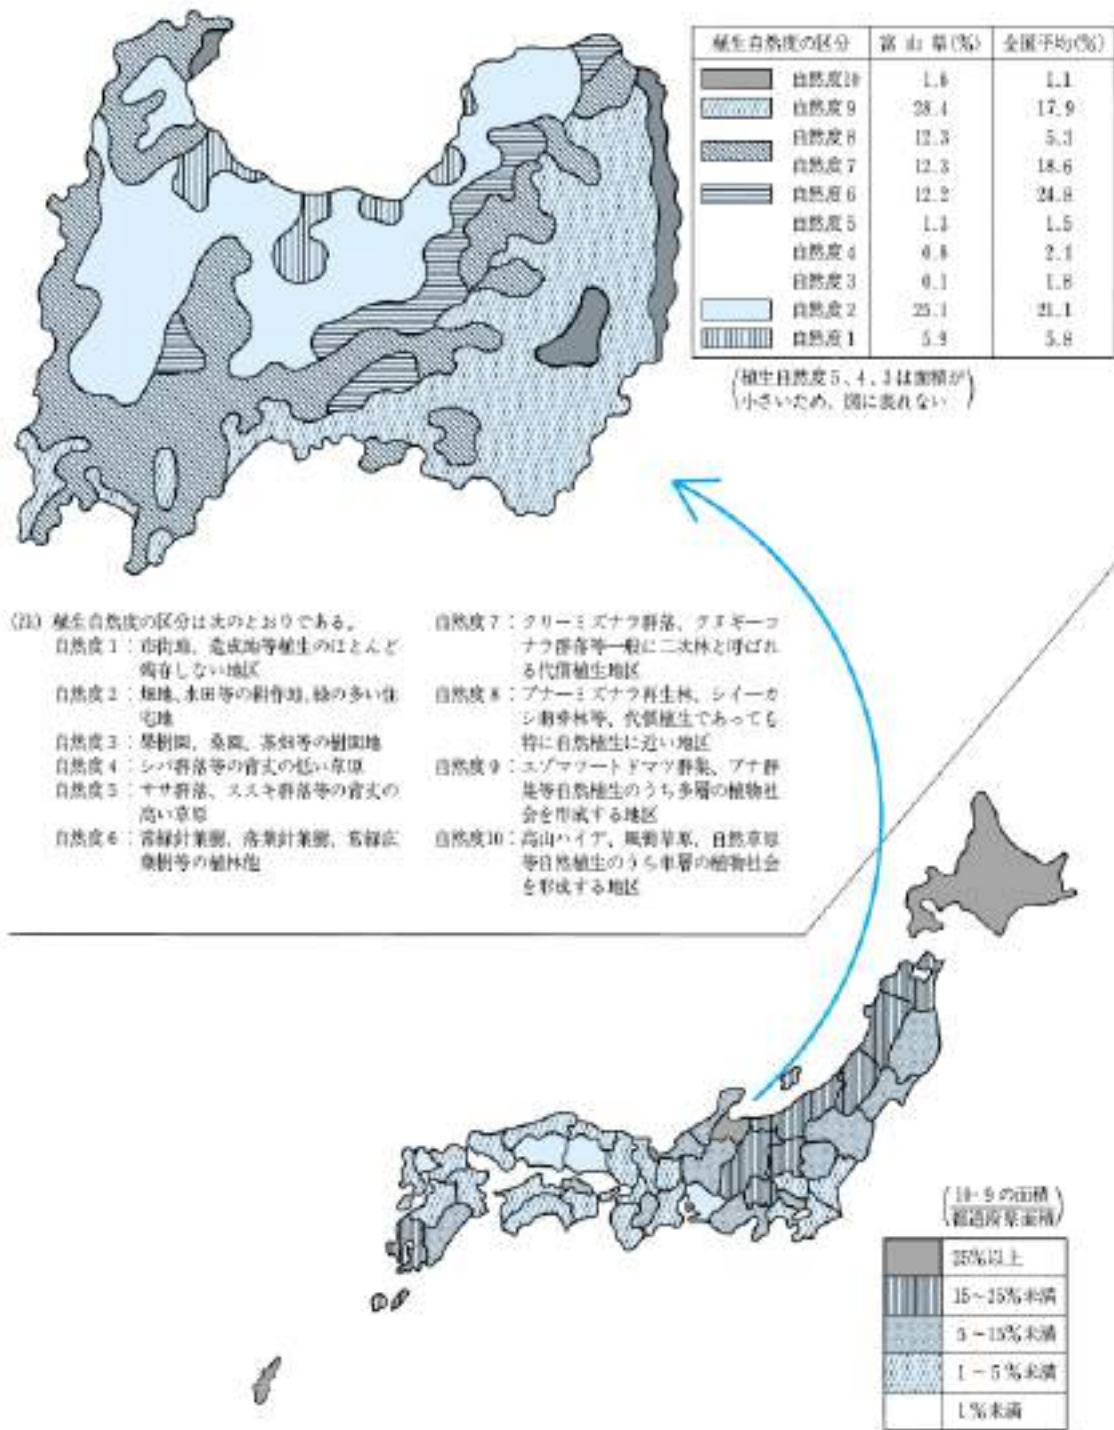 植生自然度の区分 富山県(%) 全国平均(%)
自然度10 1.6 1.1
自然度9 28.4 17.9
自然度8 12.3 5.3
自然度7 12.3 18.6
自然度6 12.2 24.8
自然度5 1.3 1.5
自然度4 0.8 2.1
自然度3 0.1 1.8
自然度2 25.1 21.1
自然度1 5.9 5.8
(植生自然度5、4、3は面積が
小さいため、図に表れない)
(注) 植生自然度の区分は次のとおりである。
自然度1:市街地、造成地等植生のほとんど
残存しない地区
自然度2:畑地、水田等の耕作地、緑の多い住
宅地
自然度3:果樹園、桑園、茶畑等の樹園地
自然度4:シバ群落等の背丈の低い草原
自然度5:ササ群落、ススキ群落等の背丈の
高い草原
自然度6:常緑針葉樹、落葉針葉樹、常緑広
葉樹等の植林地
自然度7:クリーミズナラ群落、クヌギーコ
ナラ群落等一般に二次林と呼ばれ
る代償植生地区
自然度8:ブナーミズナラ再生林、シイーカ
シ萌芽林等、代償植生であっても
特に自然植生に近い地区
自然度9:エゾマツートドマツ群集、ブナ群
集等自然植生のうち多層の植物社
会を形成する地区
自然度10:高山ハイデ、風衝草原、自然草原
等自然植生のうち単層の植物社会
を形成する地区
(10・9の面積
都道府県面積)
25%以上
15~25%未満
5~15%未満
1~5%未満
1%未満